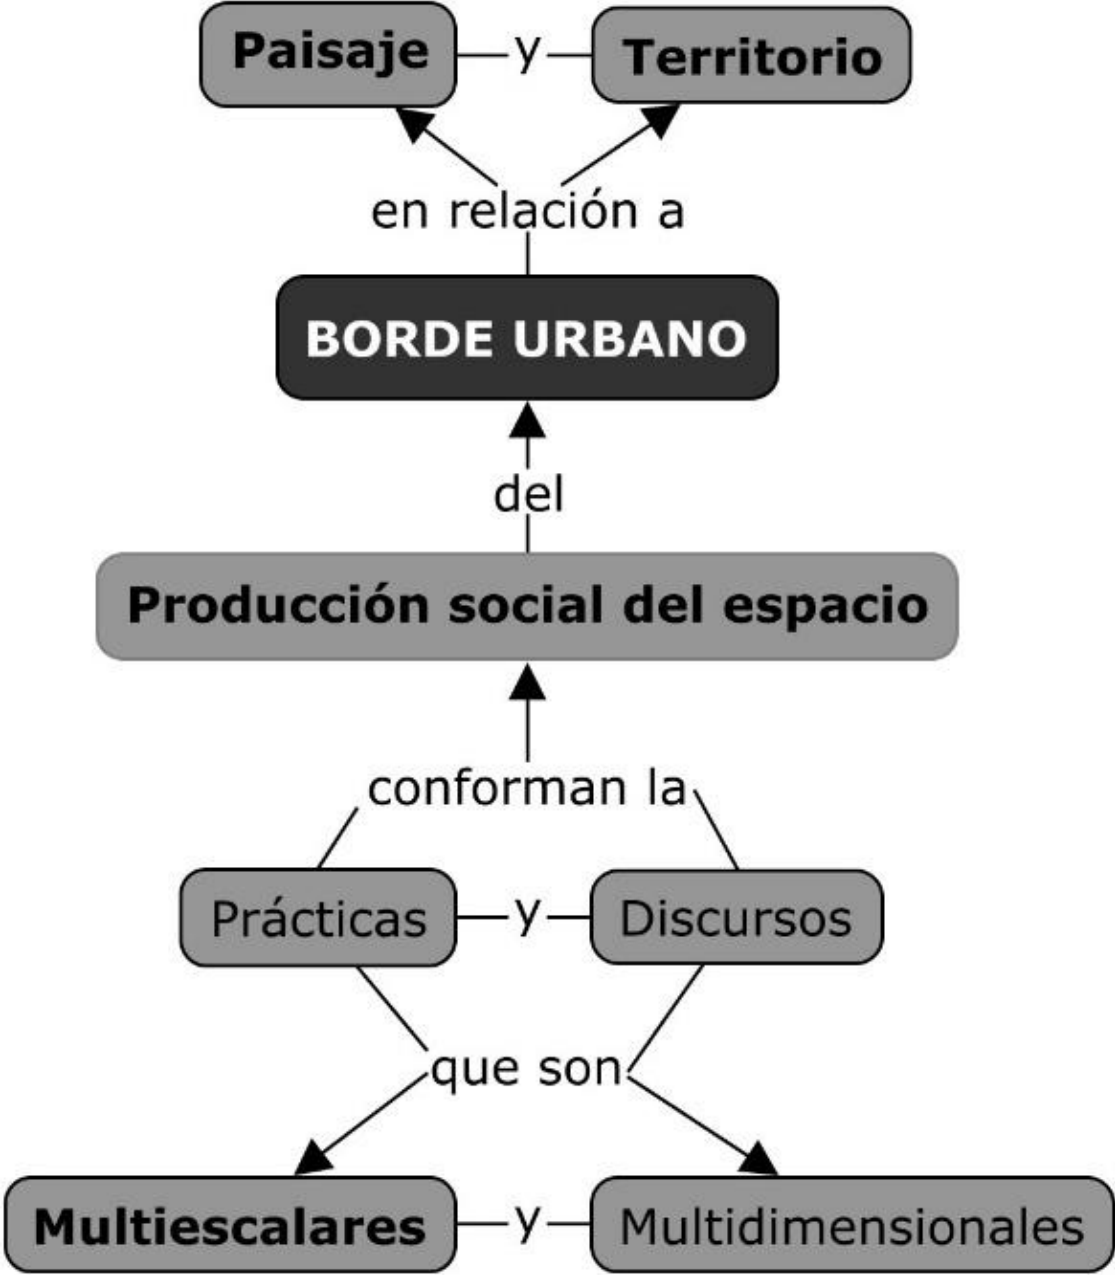 Paisaje y Territorio
en relación a
BORDE URBANO
del
Producción social del espacio
conforman la
Prácticas y Discursos
que son
Multiescalares y Multidimensionales